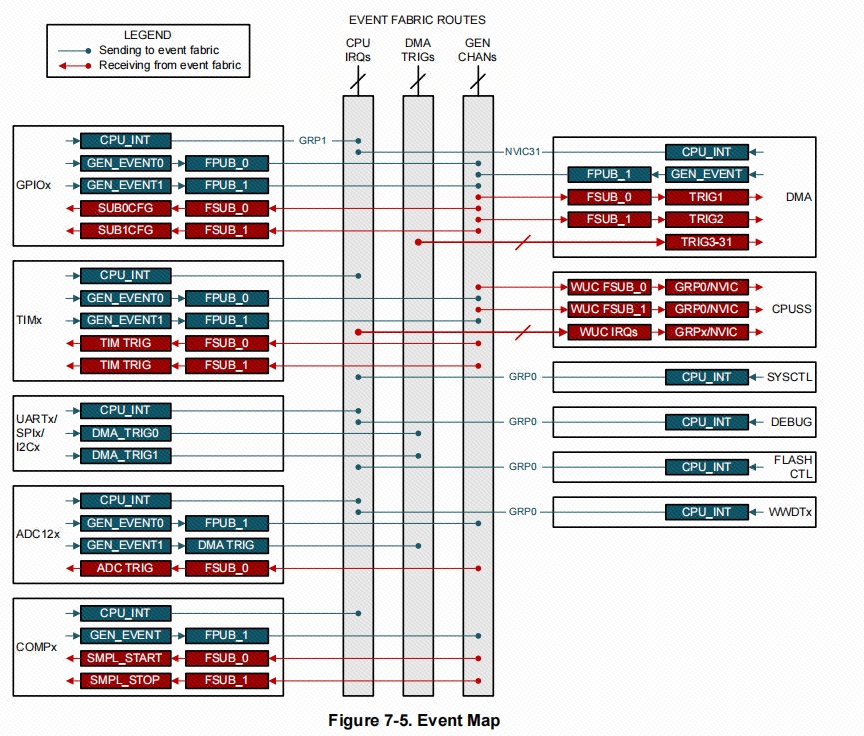 EVENT FABRIC ROUTES
LEGEND
Sending to event fabric
Receiving from event fabric
CPU
IRQs
DMA
TRIGs
GEN
CHANs
GPIOx
CPU_INT
GRP1
GEN_EVENT0
FPUB_0
GEN_EVENT1
FPUB_1
SUB0CFG
FSUB_0
SUB1CFG
FSUB_1
NVIC31
CPU_INT
FPUB_1
GEN_EVENT
FSUB_0
TRIG1
DMA
FSUB_1
TRIG2
TRIG3-31
TIMx
CPU_INT
GEN_EVENT0
FPUB_0
GEN_EVENT1
FPUB_1
TIM TRIG
FSUB_0
TIM TRIG
FSUB_1
WUC FSUB_0
GRP0/NVIC
WUC FSUB_1
GRP0/NVIC
CPUSS
WUC IRQs
GRPx/NVIC
GRP0
CPU_INT
SYSCTL
UARTx/
SPIx/
I2Cx
CPU_INT
DMA_TRIG0
DMA_TRIG1
GRP0
CPU_INT
DEBUG
GRP0
CPU_INT
FLASH
CTL
ADC12x
CPU_INT
GEN_EVENT0
FPUB_1
GEN_EVENT1
DMA TRIG
ADC TRIG
FSUB_0
GRP0
CPU_INT
WWDTx
COMPx
CPU_INT
GEN_EVENT
FPUB_1
SMPL_START
FSUB_0
SMPL_STOP
FSUB_1
Figure 7-5. Event Map